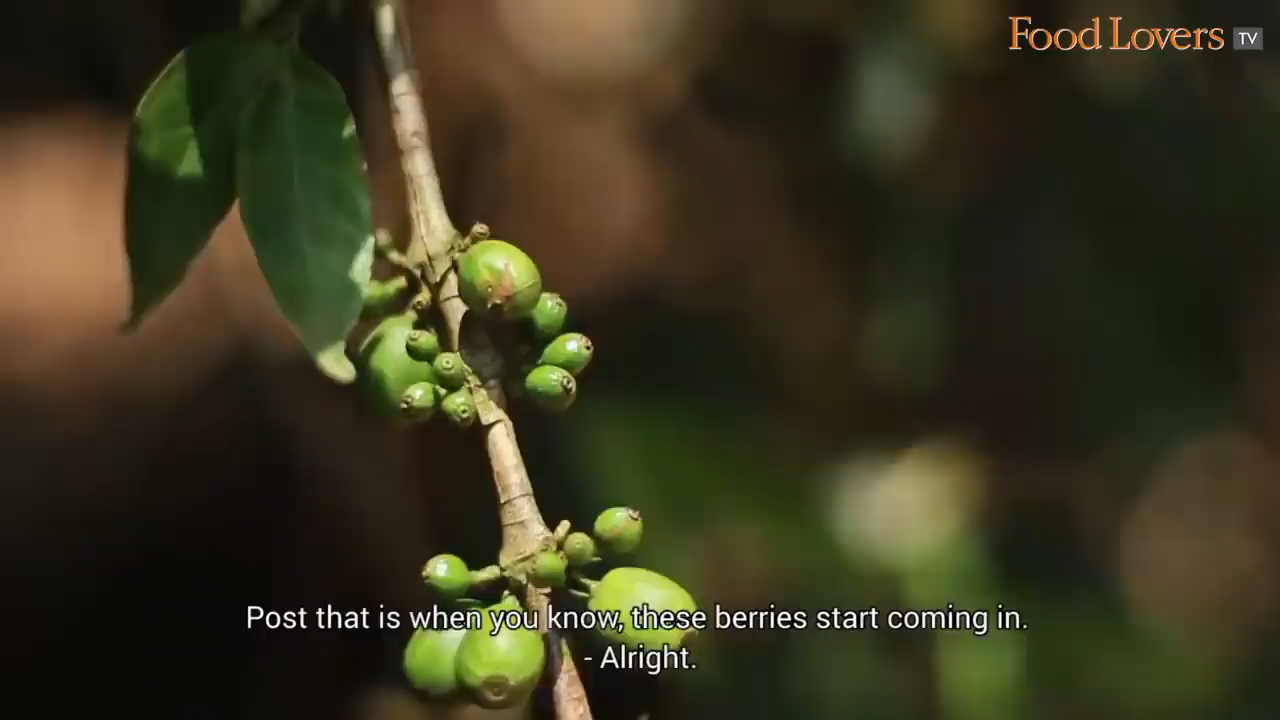 Food Lovers TV
Post that is when you know, these berries start coming in.
- Alright.